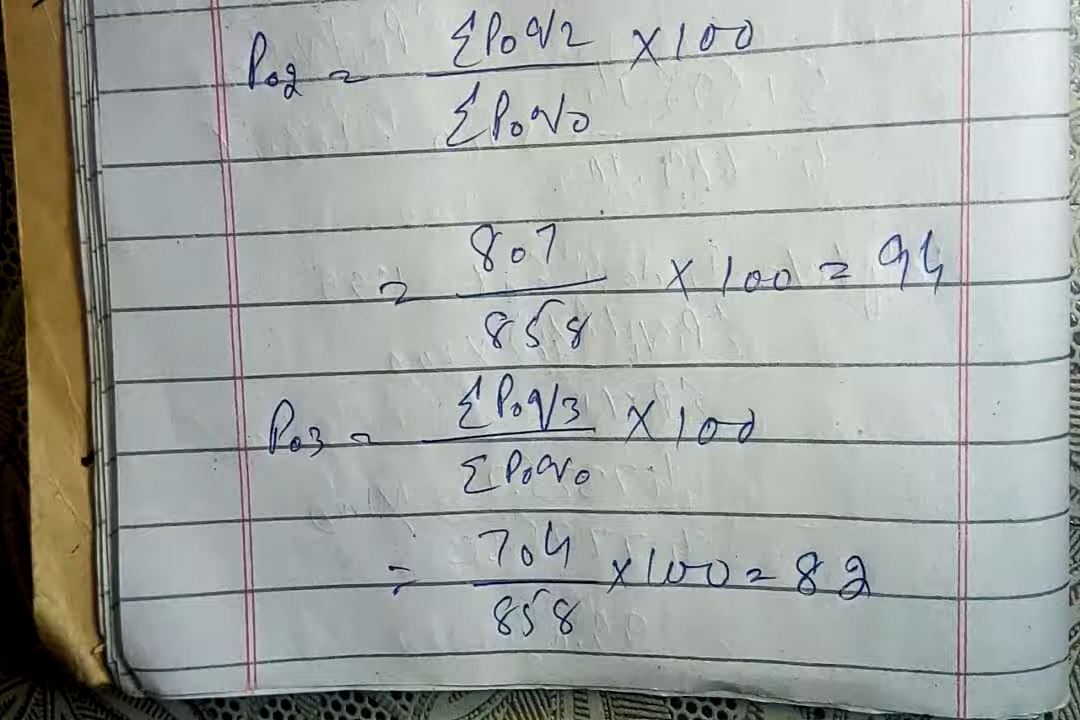 P₀₂ = ΣP₀q₂ / ΣP₀q₀ × 100
= 807 / 858 × 100 = 94
P₀₃ = ΣP₀q₃ / ΣP₀q₀ × 100
= 704 / 858 × 100 = 82